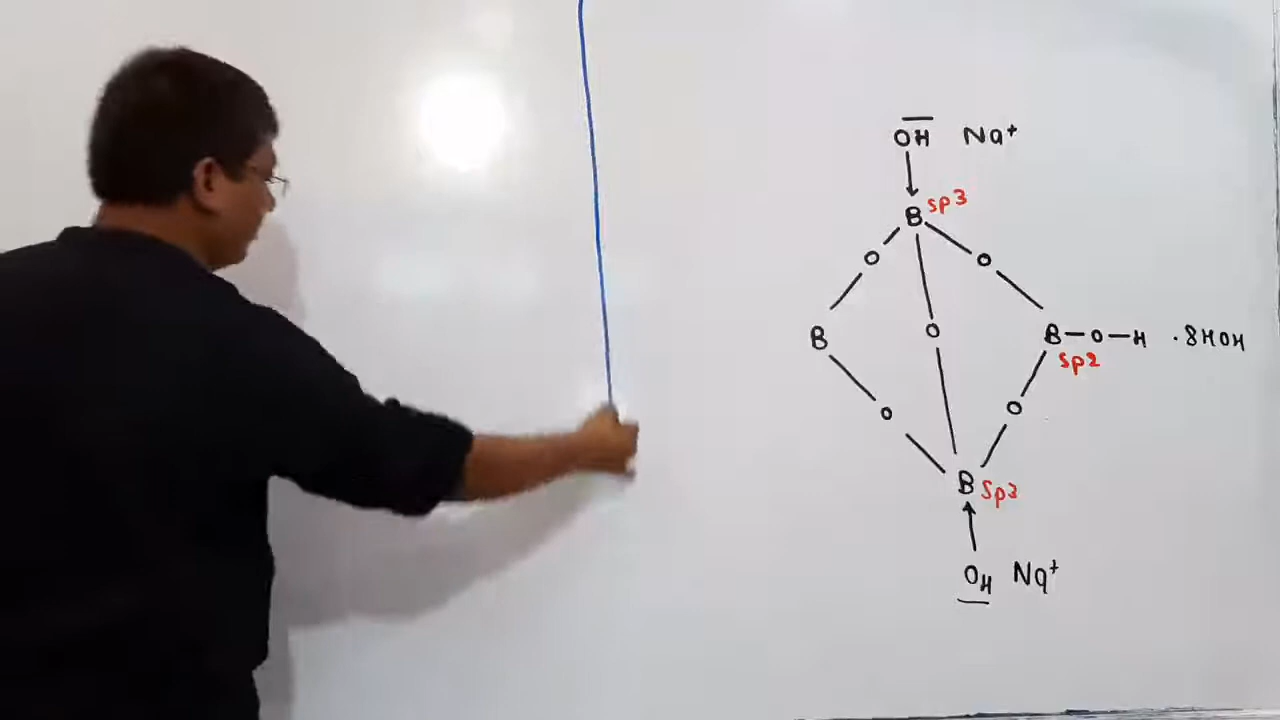 OH Na+
B sp3
O O
B O B-O-H .8HOH
sp2
O O
B Sp3
OH Na+